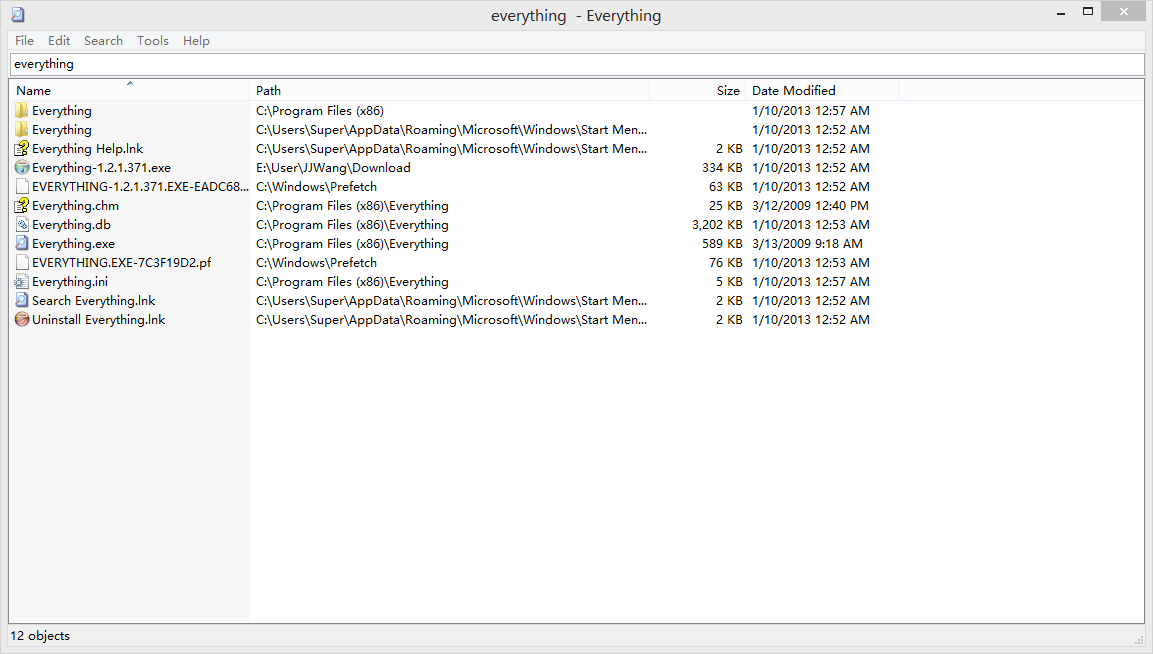 everything - Everything
File Edit Search Tools Help
everything
Name Path Size Date Modified
Everything C:\Program Files (x86) 1/10/2013 12:57 AM
Everything C:\Users\Super\AppData\Roaming\Microsoft\Windows\Start Men... 1/10/2013 12:52 AM
Everything Help.lnk C:\Users\Super\AppData\Roaming\Microsoft\Windows\Start Men... 2 KB 1/10/2013 12:52 AM
Everything-1.2.1.371.exe E:\User\JJWang\Download 334 KB 1/10/2013 12:52 AM
EVERYTHING-1.2.1.371.EXE-EADC68... C:\Windows\Prefetch 63 KB 1/10/2013 12:52 AM
Everything.chm C:\Program Files (x86)\Everything 25 KB 3/12/2009 12:40 PM
Everything.db C:\Program Files (x86)\Everything 3,202 KB 1/10/2013 12:53 AM
Everything.exe C:\Program Files (x86)\Everything 589 KB 3/13/2009 9:18 AM
EVERYTHING.EXE-7C3F19D2.pf C:\Windows\Prefetch 76 KB 1/10/2013 12:53 AM
Everything.ini C:\Program Files (x86)\Everything 5 KB 1/10/2013 12:57 AM
Search Everything.lnk C:\Users\Super\AppData\Roaming\Microsoft\Windows\Start Men... 2 KB 1/10/2013 12:52 AM
Uninstall Everything.lnk C:\Users\Super\AppData\Roaming\Microsoft\Windows\Start Men... 2 KB 1/10/2013 12:52 AM
12 objects